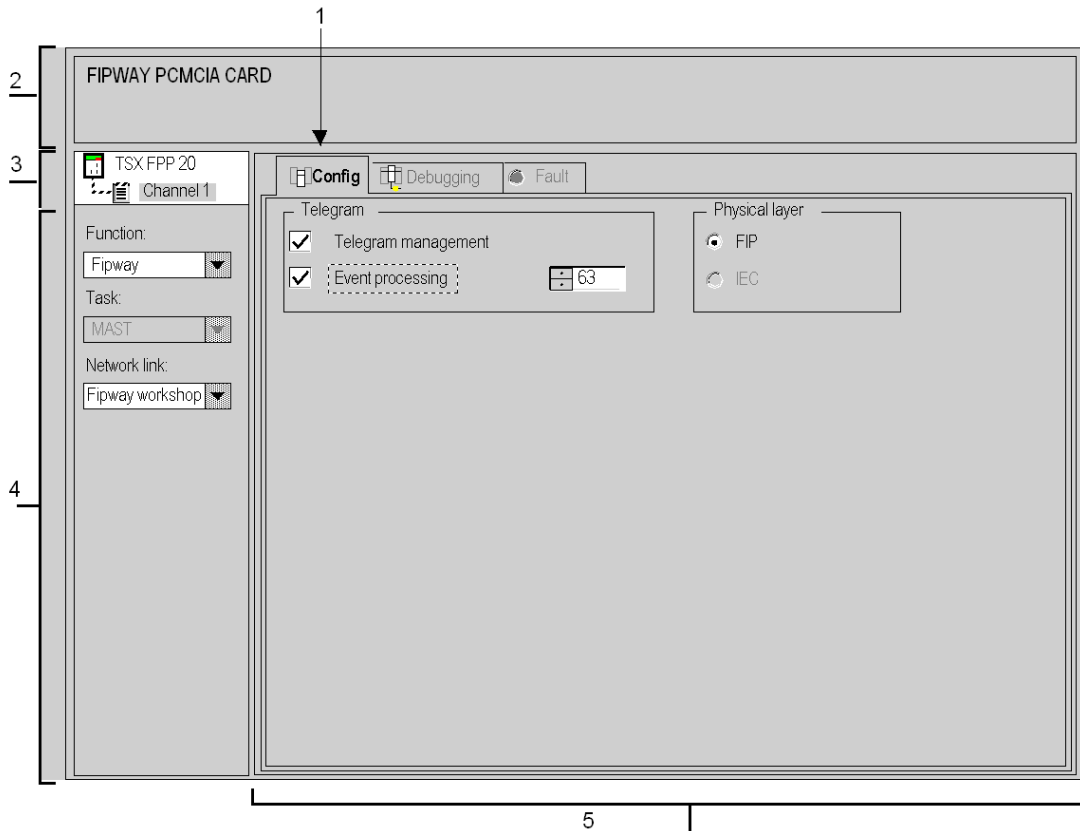 1
2
FIPWAY PCMCIA CARD
3
TSX FPP 20
Channel 1
Config Debugging Fault
Function:
Fipway
Task:
MAST
Network link:
Fipway workshop
Telegram
Telegram management
Event processing 63
Physical layer
FIP
IEC
4
5